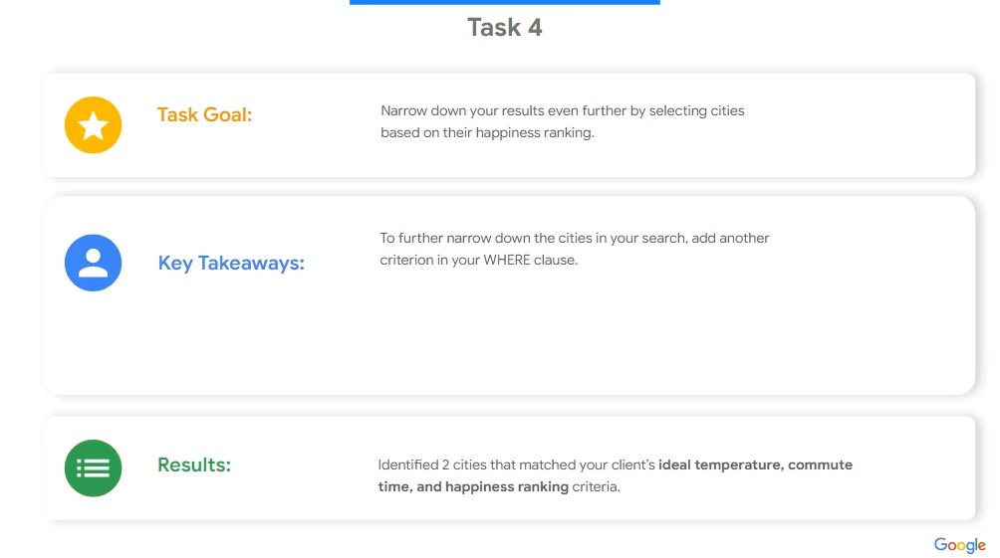 Task 4
Task Goal:
Narrow down your results even further by selecting cities
based on their happiness ranking.
Key Takeaways:
To further narrow down the cities in your search, add another
criterion in your WHERE clause.
Results:
Identified 2 cities that matched your client’s ideal temperature, commute
time, and happiness ranking criteria.
Google